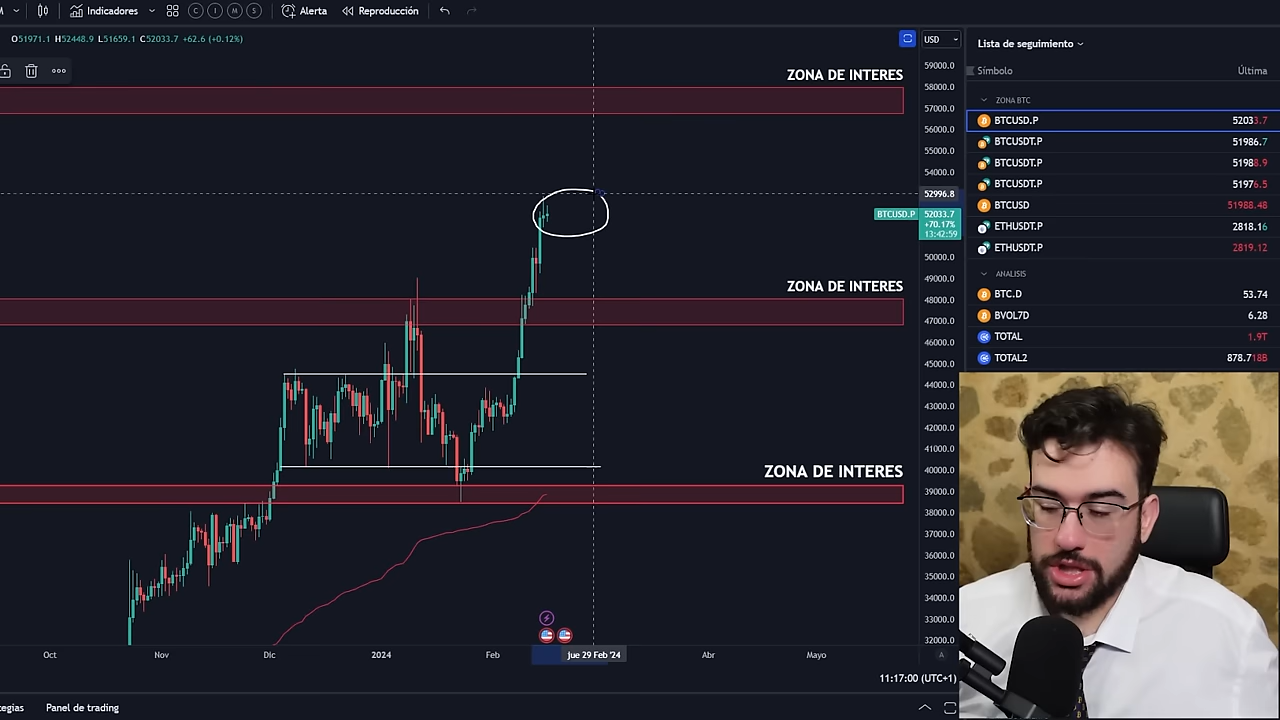 M Indicadores C I M S Alerta Reproducción
O51971.1 H52448.9 L51659.1 C52033.7 +62.6 (+0.12%)
USD
ZONA DE INTERES
ZONA DE INTERES
ZONA DE INTERES
59000.0
58000.0
57000.0
56000.0
55000.0
54000.0
52996.8
BTCUSD.P 52033.7
+70.17%
13:42:59
50000.0
49000.0
48000.0
47000.0
46000.0
45000.0
44000.0
43000.0
42000.0
41000.0
40000.0
39000.0
38000.0
37000.0
36000.0
35000.0
34000.0
33000.0
32000.0
Oct Nov Dic 2024 Feb jue 29 Feb '24 Abr Mayo A
11:17:00 (UTC+1)
tegias Panel de trading
Lista de seguimiento
Símbolo Última
ZONA BTC
BTCUSD.P 52033.7
BTCUSDT.P 51986.7
BTCUSDT.P 51988.9
BTCUSDT.P 51976.5
BTCUSD 51988.48
ETHUSDT.P 2818.16
ETHUSDT.P 2819.12
ANALISIS
BTC.D 53.74
BVOL7D 6.28
TOTAL 1.9T
TOTAL2 878.718B